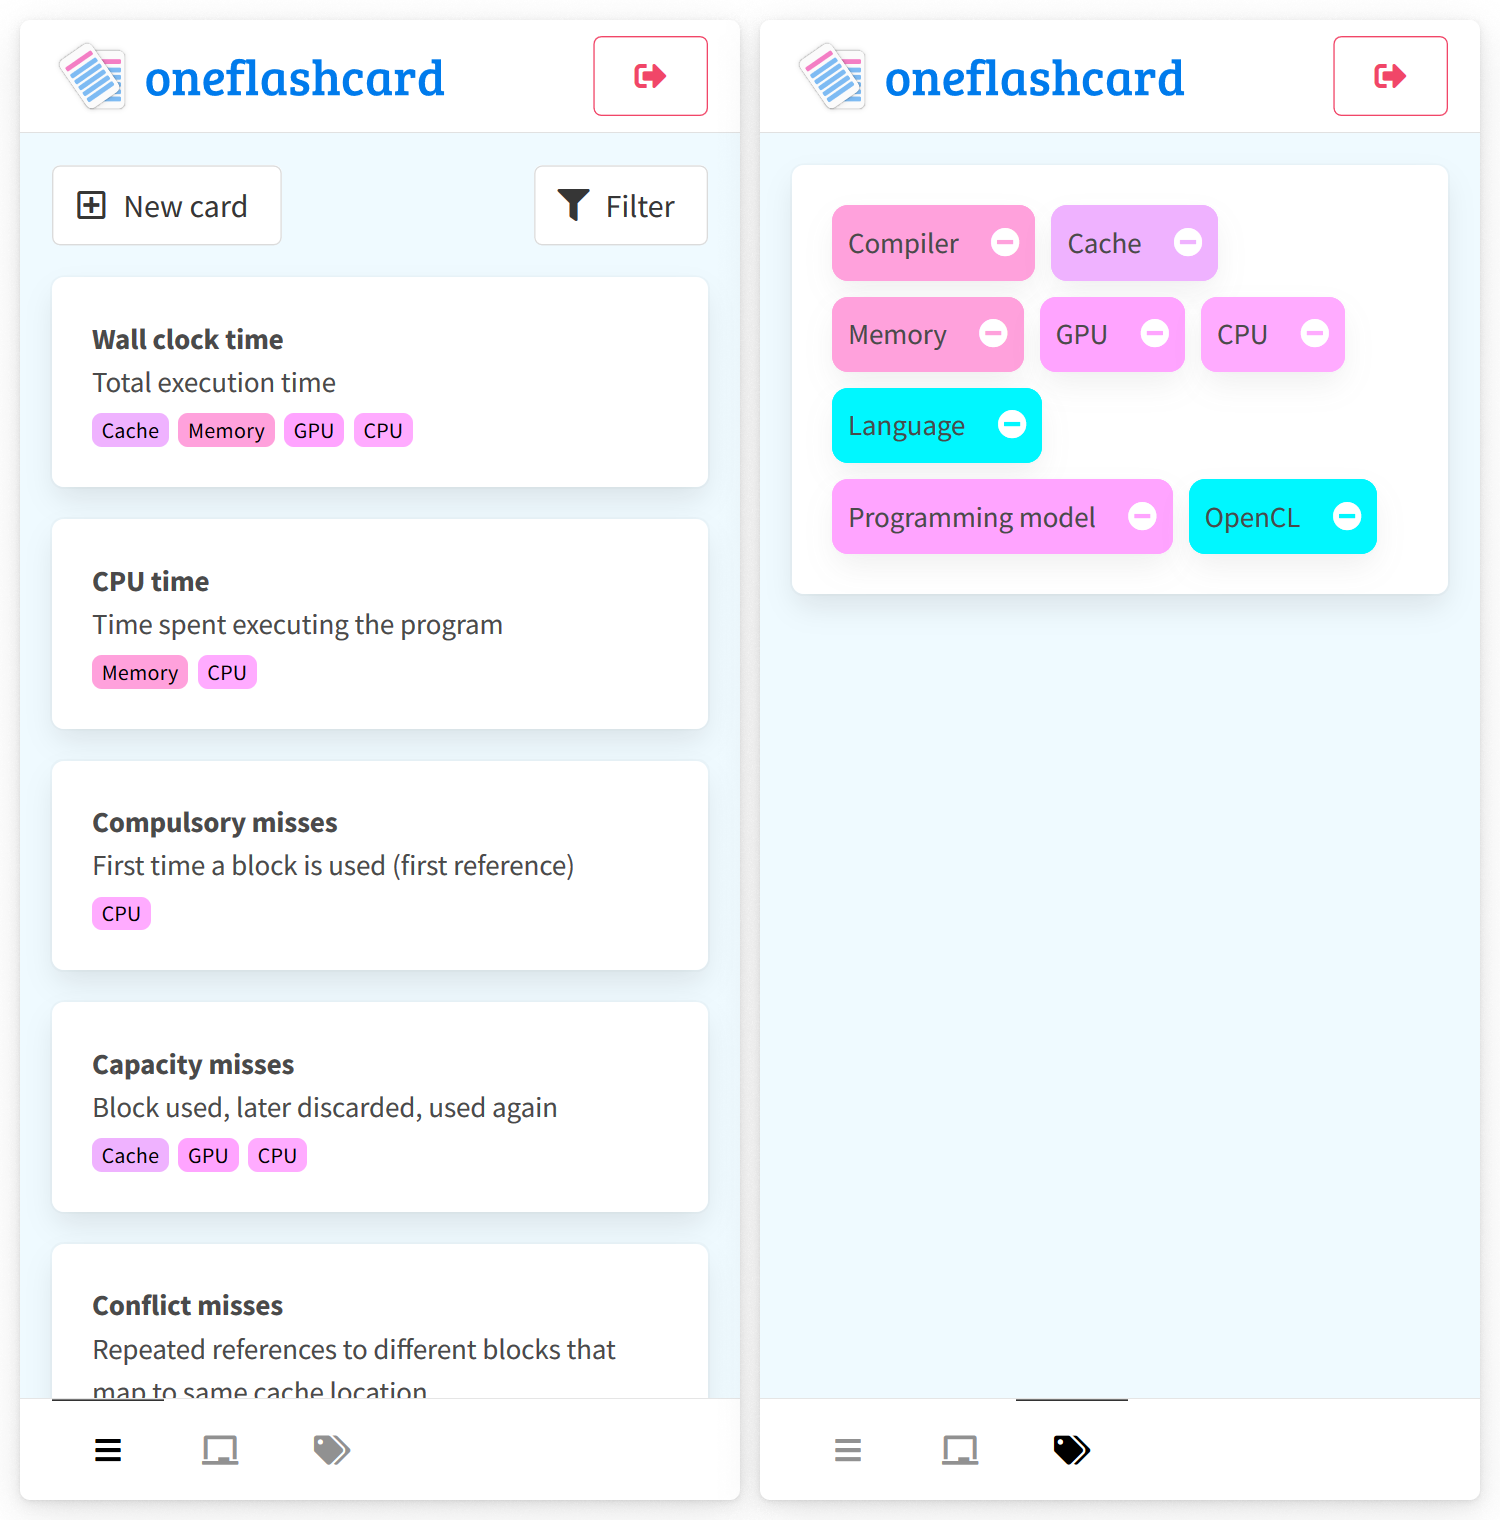 oneflashcard
New card
Filter
Wall clock time
Total execution time
Cache Memory GPU CPU
CPU time
Time spent executing the program
Memory CPU
Compulsory misses
First time a block is used (first reference)
CPU
Capacity misses
Block used, later discarded, used again
Cache GPU CPU
Conflict misses
Repeated references to different blocks that
map to same cache location
oneflashcard
Compiler Cache
Memory GPU CPU
Language
Programming model OpenCL